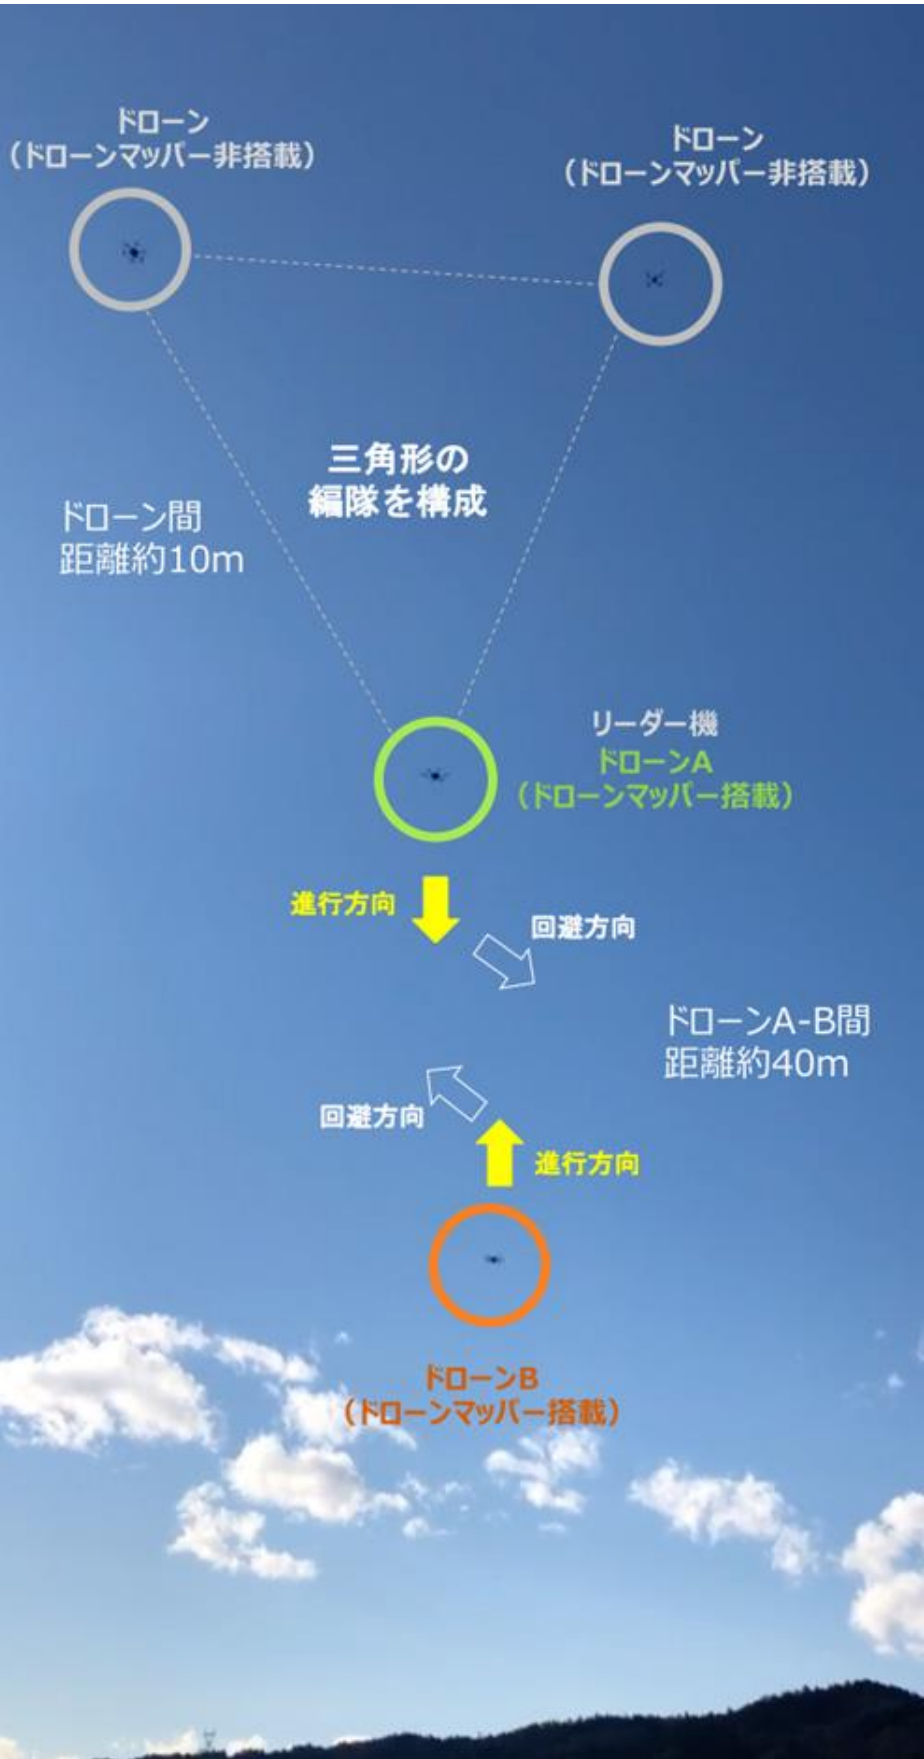 ドローン
（ドローンマッパー非搭載）
ドローン
（ドローンマッパー非搭載）
三角形の
編隊を構成
ドローン間
距離約10m
リーダー機
ドローンA
（ドローンマッパー搭載）
進行方向
回避方向
ドローンA-B間
距離約40m
回避方向
進行方向
ドローンB
（ドローンマッパー搭載）